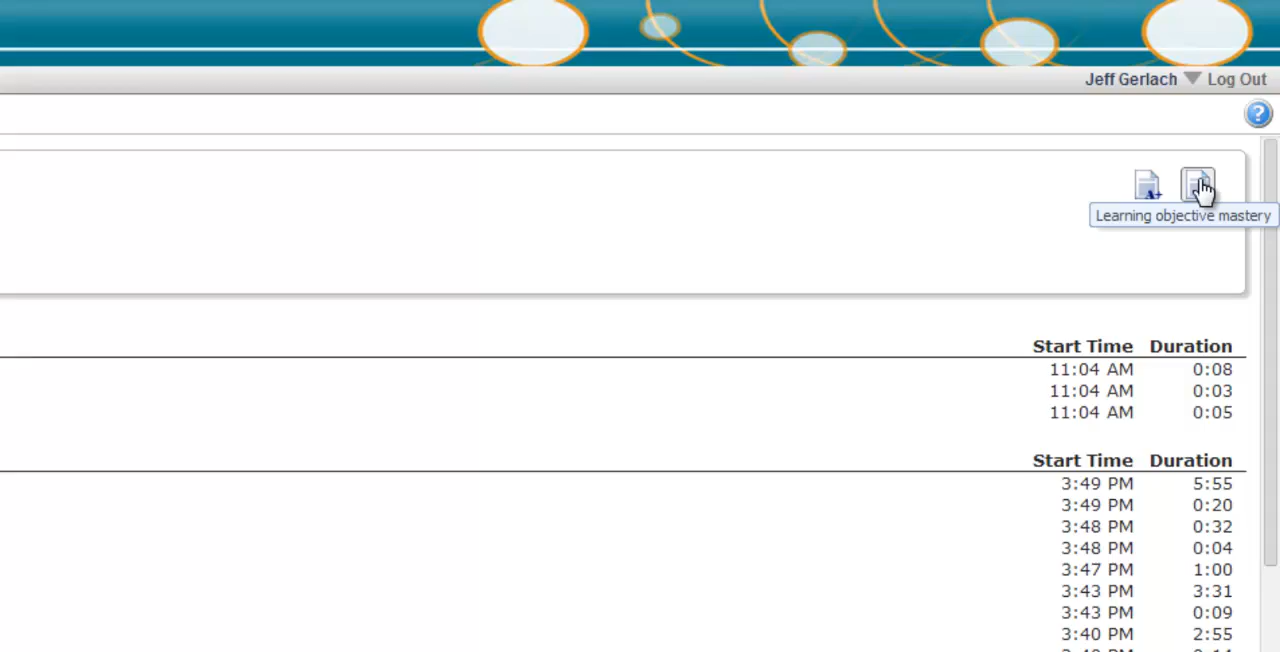 Jeff Gerlach Log Out
?
A+
Learning objective mastery
Start Time Duration
11:04 AM 0:08
11:04 AM 0:03
11:04 AM 0:05
Start Time Duration
3:49 PM 5:55
3:49 PM 0:20
3:48 PM 0:32
3:48 PM 0:04
3:47 PM 1:00
3:43 PM 3:31
3:43 PM 0:09
3:40 PM 2:55